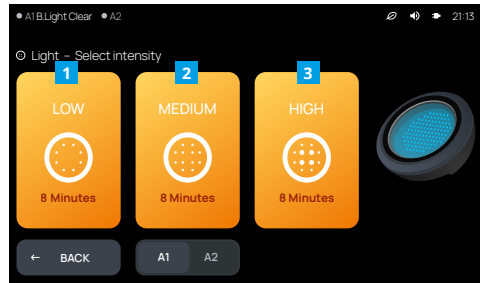 A1 B.Light Clear A2 21:13
Light – Select intensity
1 2 3
LOW MEDIUM HIGH
8 Minutes 8 Minutes 8 Minutes
← BACK A1 A2